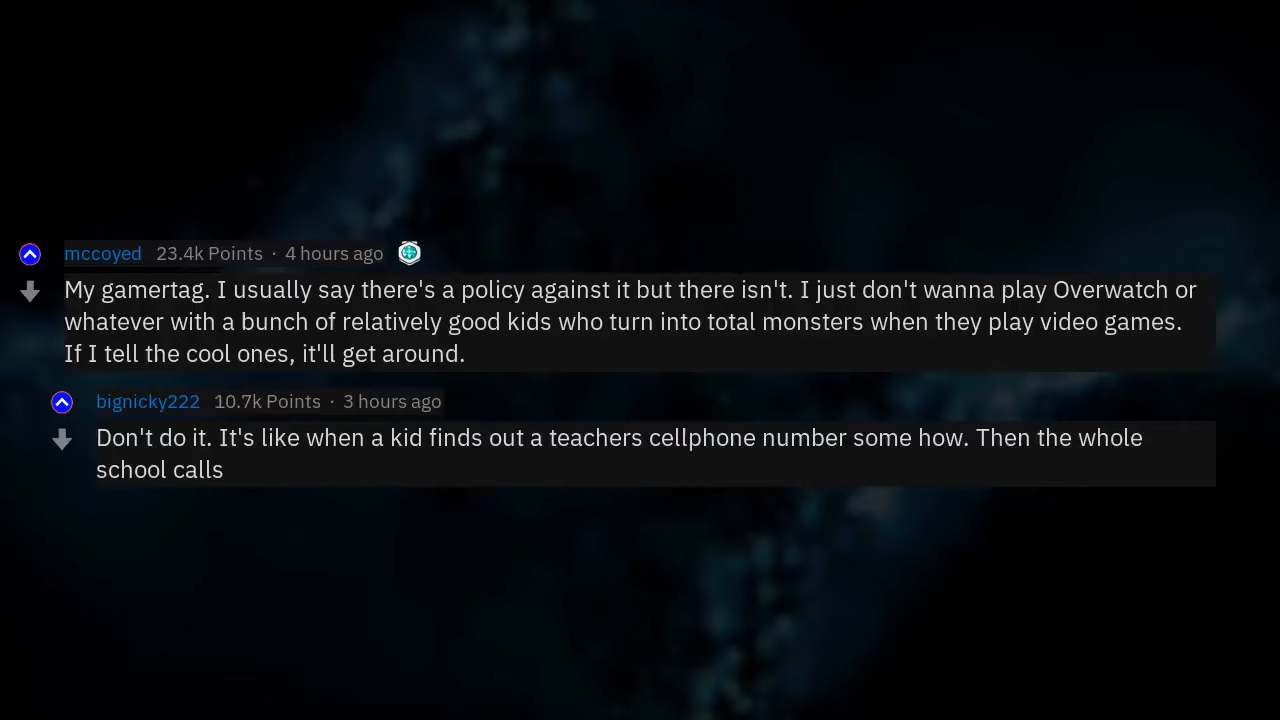 mccoyed 23.4k Points · 4 hours ago
My gamertag. I usually say there's a policy against it but there isn't. I just don't wanna play Overwatch or
whatever with a bunch of relatively good kids who turn into total monsters when they play video games.
If I tell the cool ones, it'll get around.
bignicky222 10.7k Points · 3 hours ago
Don't do it. It's like when a kid finds out a teachers cellphone number some how. Then the whole
school calls